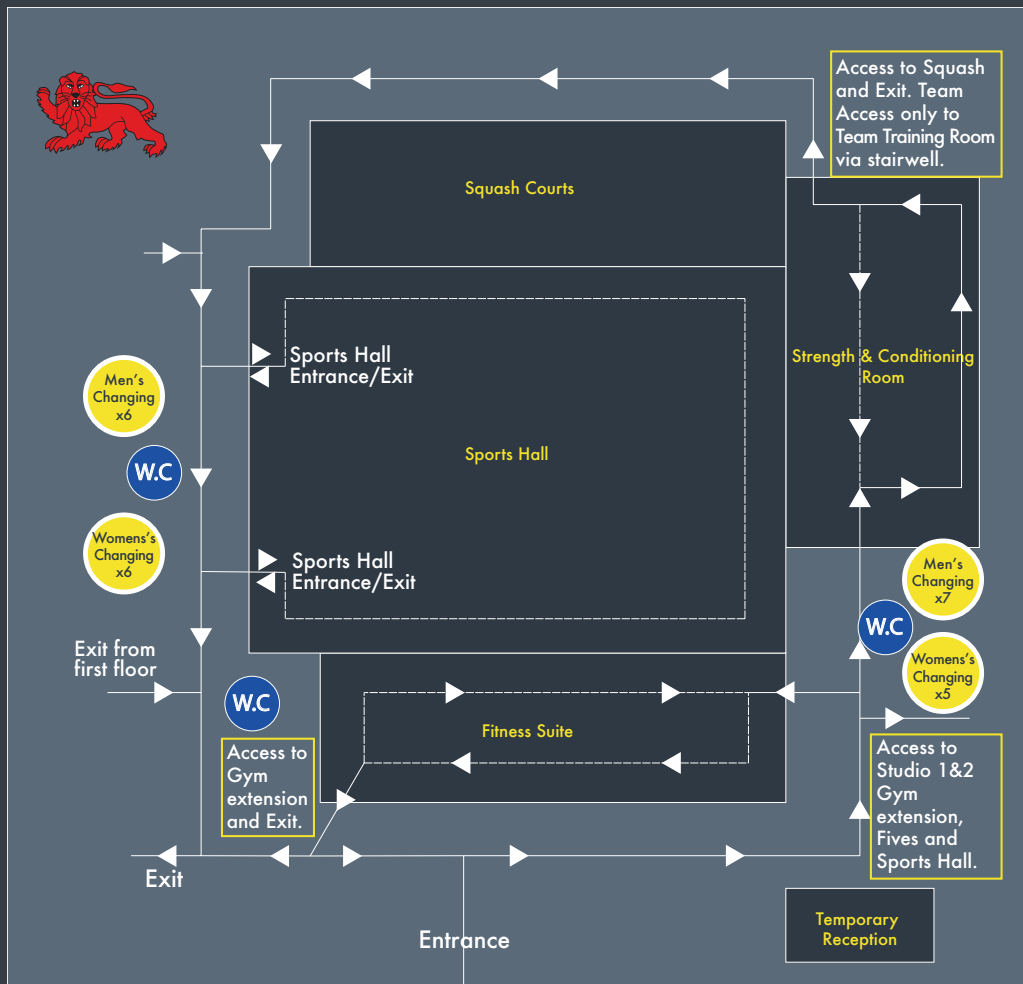 Access to Squash
and Exit. Team
Access only to
Team Training Room
via stairwell.
Squash Courts
Sports Hall
Entrance/Exit
Strength & Conditioning
Room
Men's
Changing
x6
W.C
Sports Hall
Womens's
Changing
x6
Sports Hall
Entrance/Exit
Men's
Changing
x7
W.C
Womens's
Changing
x5
Exit from
first floor
W.C
Fitness Suite
Access to
Gym
extension
and Exit.
Access to
Studio 1&2
Gym
extension,
Fives and
Sports Hall.
Exit
Entrance
Temporary
Reception